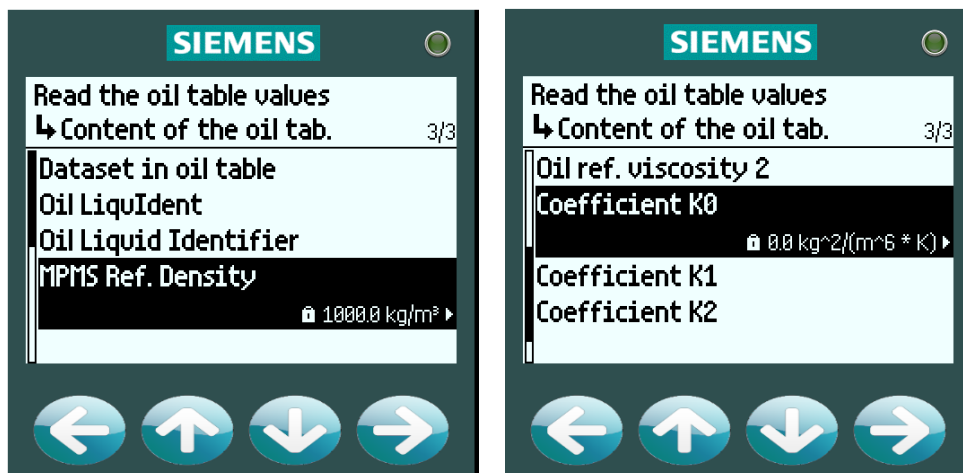 SIEMENS
Read the oil table values
↳Content of the oil tab. 3/3
Dataset in oil table
Oil LiquIdent
Oil Liquid Identifier
MPMS Ref. Density
1000.0 kg/m³
SIEMENS
Read the oil table values
↳Content of the oil tab. 3/3
Oil ref. viscosity 2
Coefficient K0
0.0 kg^2/(m^6 * K)
Coefficient K1
Coefficient K2